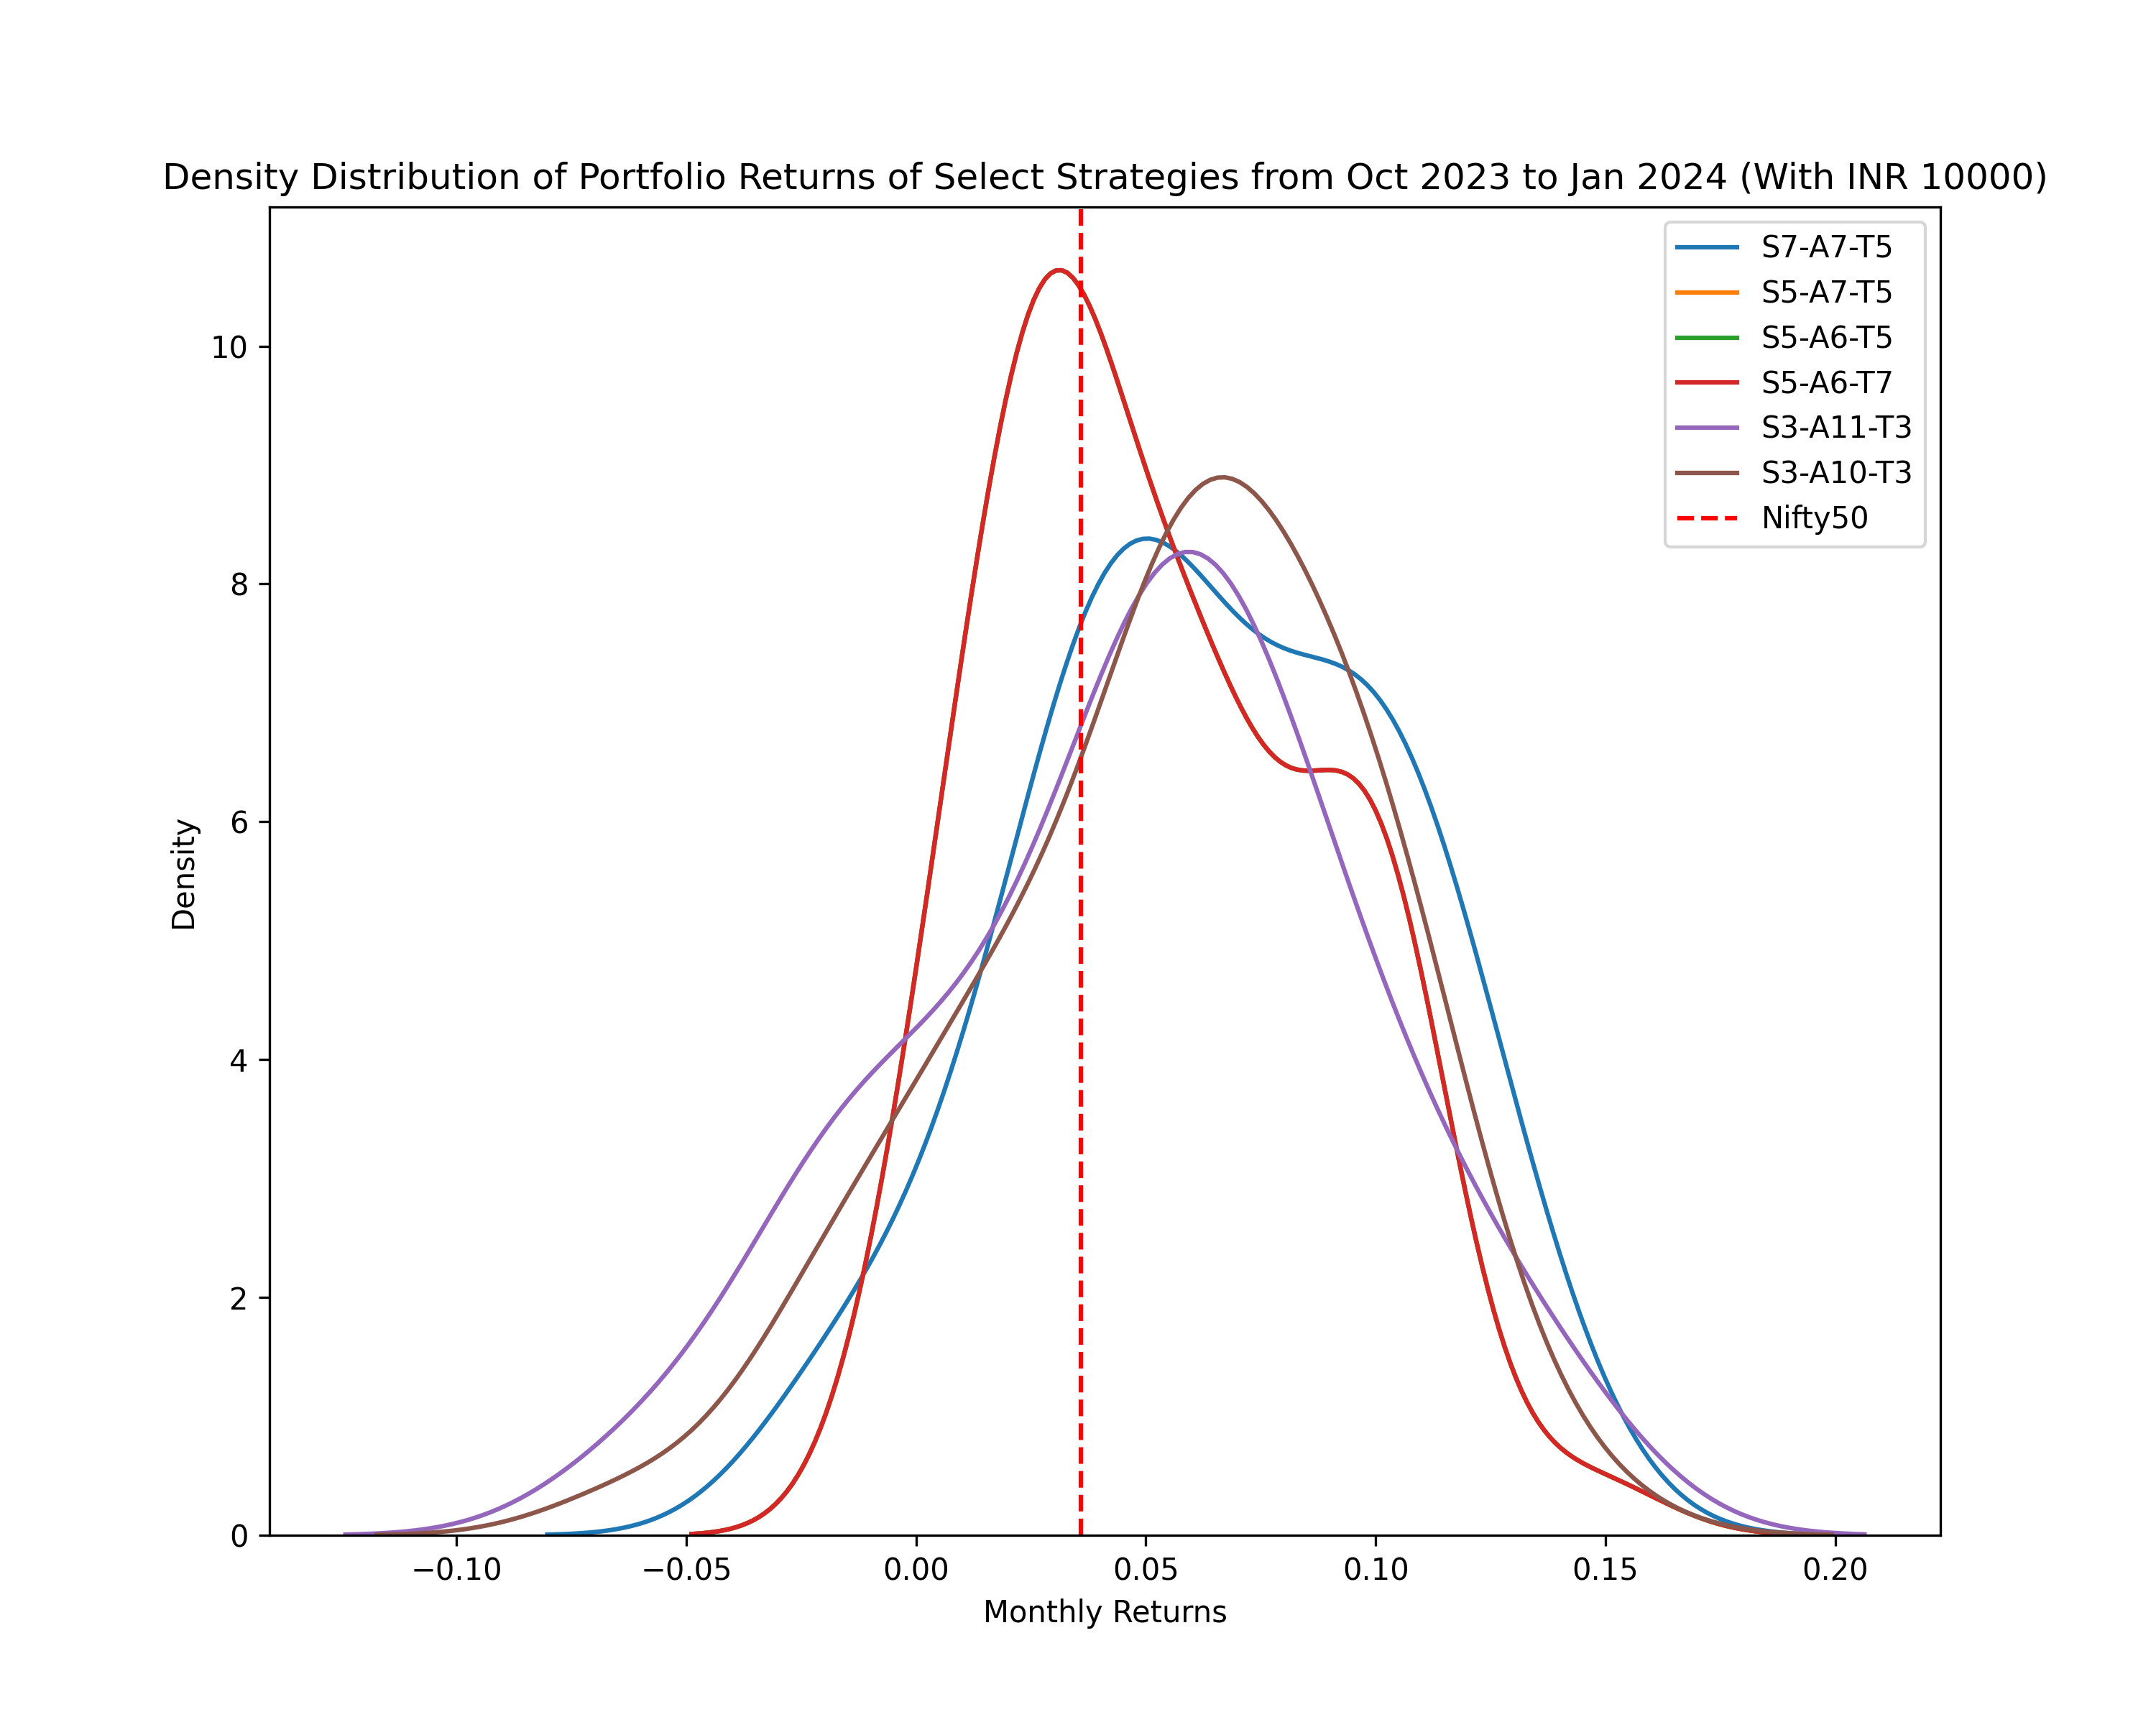 Density Distribution of Portfolio Returns of Select Strategies from Oct 2023 to Jan 2024 (With INR 10000)
S7-A7-T5
S5-A7-T5
S5-A6-T5
S5-A6-T7
S3-A11-T3
S3-A10-T3
Nifty50
10
8
6
4
2
0
Density
−0.10 −0.05 0.00 0.05 0.10 0.15 0.20
Monthly Returns